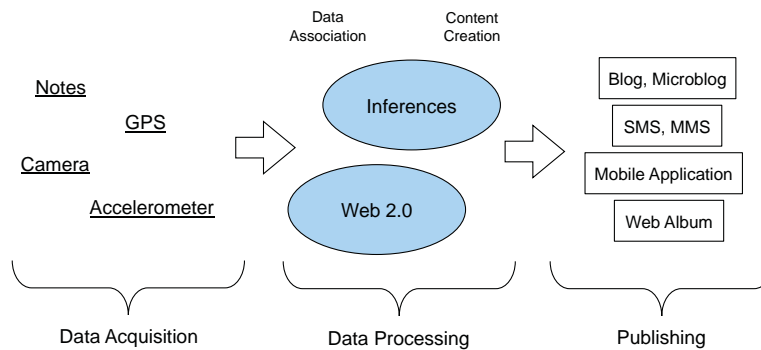 Data
Association
Content
Creation
Notes
GPS
Camera
Accelerometer
Inferences
Web 2.0
Blog, Microblog
SMS, MMS
Mobile Application
Web Album
Data Acquisition
Data Processing
Publishing